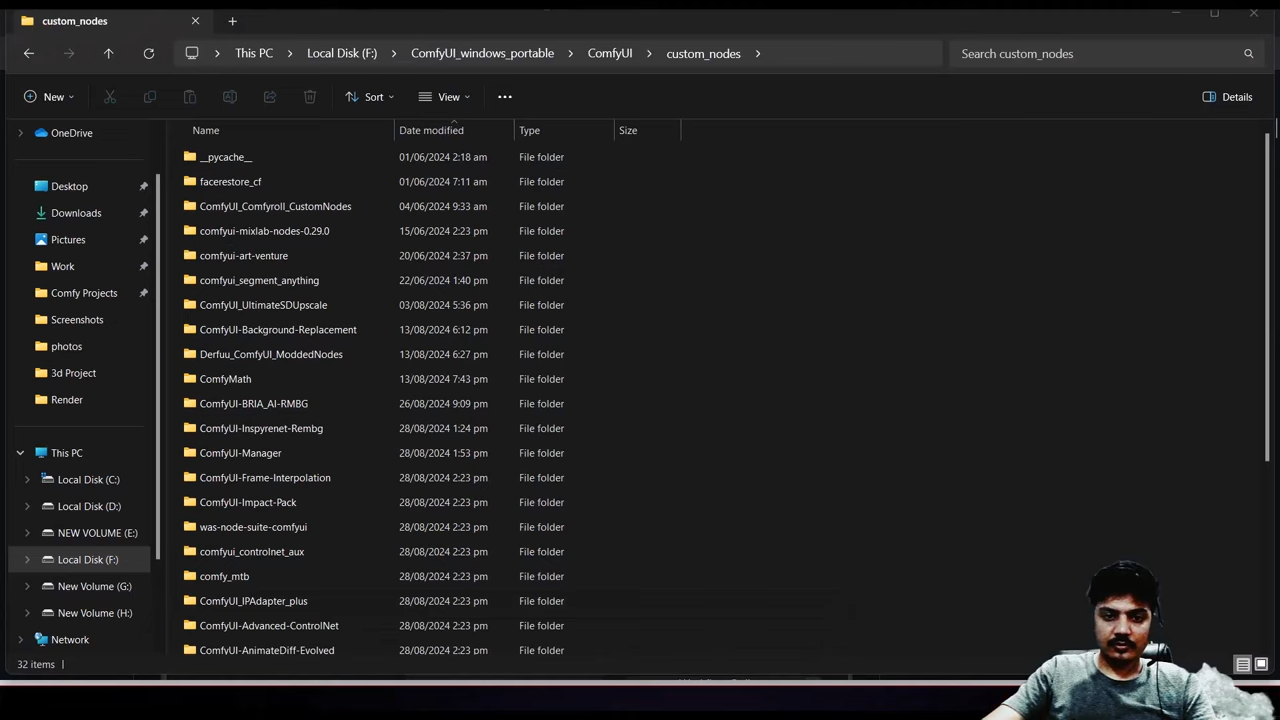 custom_nodes
This PC Local Disk (F:) ComfyUI_windows_portable ComfyUI custom_nodes
Search custom_nodes
New
Sort
View
Details
OneDrive
Desktop
Downloads
Pictures
Work
Comfy Projects
Screenshots
photos
3d Project
Render
This PC
Local Disk (C:)
Local Disk (D:)
NEW VOLUME (E:)
Local Disk (F:)
New Volume (G:)
New Volume (H:)
Network
Name Date modified Type Size
__pycache__ 01/06/2024 2:18 am File folder
facerestore_cf 01/06/2024 7:11 am File folder
ComfyUI_Comfyroll_CustomNodes 04/06/2024 9:33 am File folder
comfyui-mixlab-nodes-0.29.0 15/06/2024 2:23 pm File folder
comfyui-art-venture 20/06/2024 2:37 pm File folder
comfyui_segment_anything 22/06/2024 1:40 pm File folder
ComfyUI_UltimateSDUpscale 03/08/2024 5:36 pm File folder
ComfyUI-Background-Replacement 13/08/2024 6:12 pm File folder
Derfuu_ComfyUI_ModdedNodes 13/08/2024 6:27 pm File folder
ComfyMath 13/08/2024 7:43 pm File folder
ComfyUI-BRIA_AI-RMBG 26/08/2024 9:09 pm File folder
ComfyUI-Inspyrenet-Rembg 28/08/2024 1:24 pm File folder
ComfyUI-Manager 28/08/2024 1:53 pm File folder
ComfyUI-Frame-Interpolation 28/08/2024 2:23 pm File folder
ComfyUI-Impact-Pack 28/08/2024 2:23 pm File folder
was-node-suite-comfyui 28/08/2024 2:23 pm File folder
comfyui_controlnet_aux 28/08/2024 2:23 pm File folder
comfy_mtb 28/08/2024 2:23 pm File folder
ComfyUI_IPAdapter_plus 28/08/2024 2:23 pm File folder
ComfyUI-Advanced-ControlNet 28/08/2024 2:23 pm File folder
ComfyUI-AnimateDiff-Evolved 28/08/2024 2:23 pm File folder
32 items